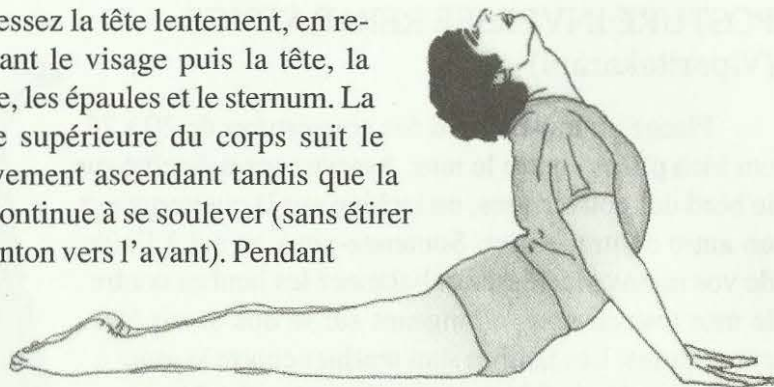 essez la tête lentement, en re-
ant le visage puis la tête, la
e, les épaules et le sternum. La
e supérieure du corps suit le
vement ascendant tandis que la
continue à se soulever (sans étirer
nton vers l'avant). Pendant